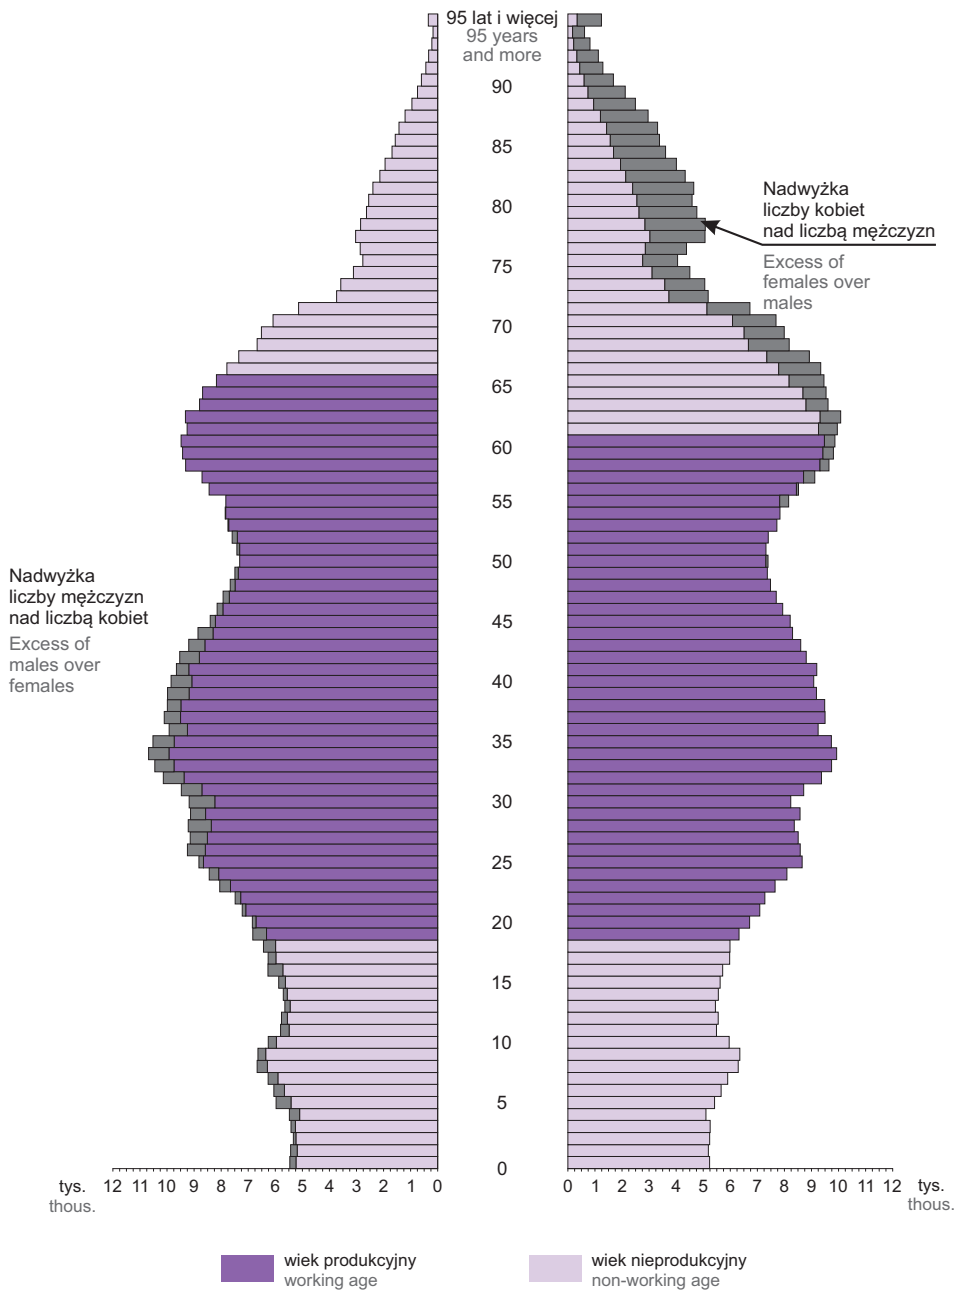 95 lat i więcej
95 years
and more
90
85
80
75
70
65
60
55
50
45
40
35
30
25
20
15
10
5
0
Nadwyżka
liczby kobiet
nad liczbą mężczyzn
Excess of
females over
males
Nadwyżka
liczby mężczyzn
nad liczbą kobiet
Excess of
males over
females
tys.
thous.
12 11 10 9 8 7 6 5 4 3 2 1 0
0 1 2 3 4 5 6 7 8 9 10 11 12
tys.
thous.
wiek produkcyjny
working age
wiek nieprodukcyjny
non-working age